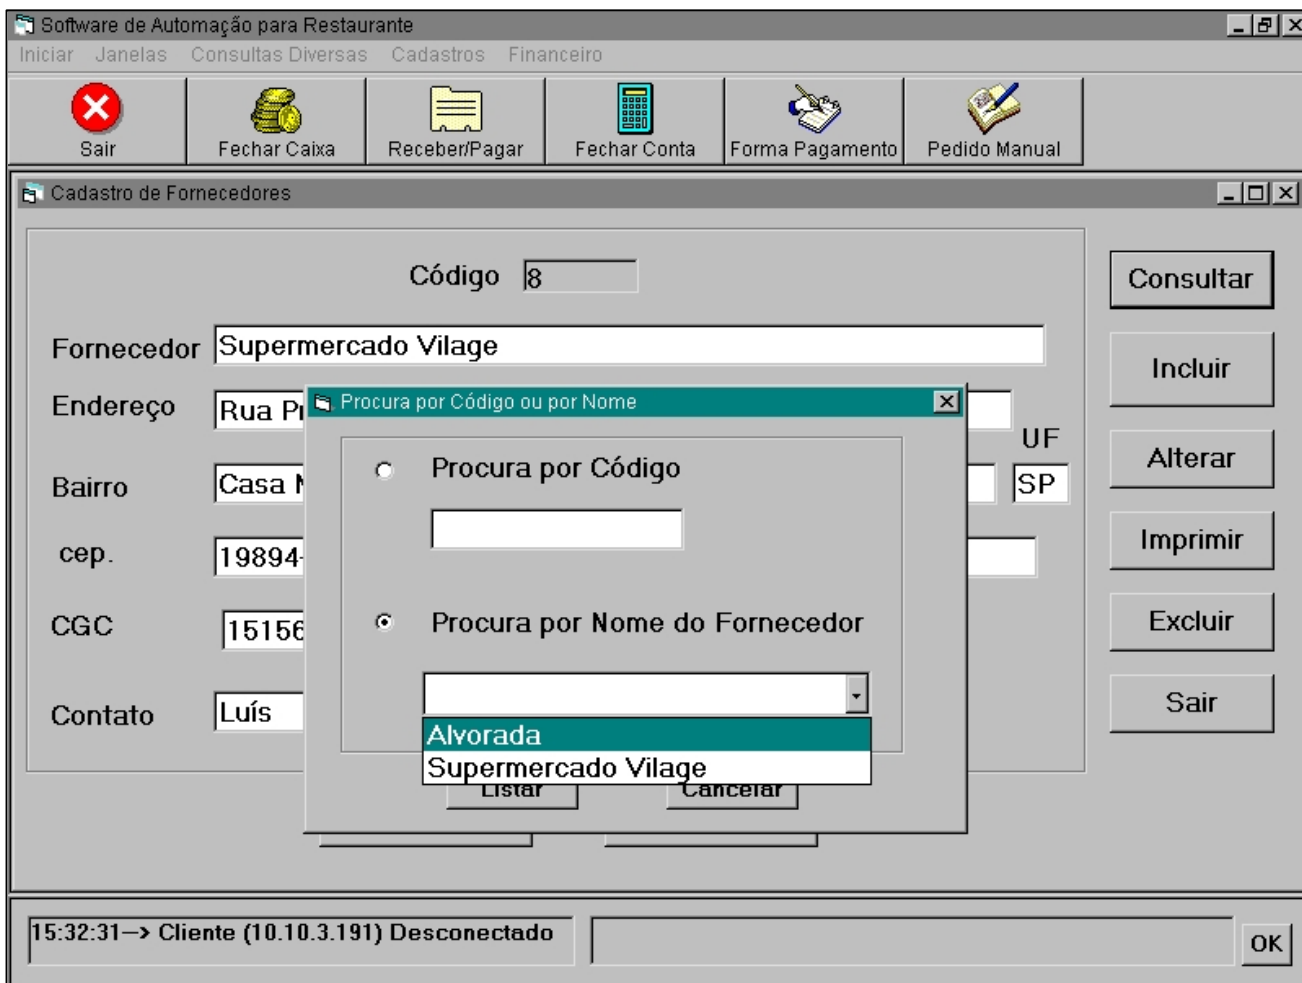 Software de Automação para Restaurante
Iniciar Janelas Consultas Diversas Cadastros Financeiro
Sair Fechar Caixa Receber/Pagar Fechar Conta Forma Pagamento Pedido Manual
Cadastro de Fornecedores
Código 8
Consultar
Fornecedor Supermercado Vilage
Incluir
Endereço Rua
Procura por Código ou por Nome
UF
Procura por Código
Alterar
Bairro Casa
SP
cep. 19894-
Imprimir
CGC 15156
Procura por Nome do Fornecedor
Excluir
Contato Luís
Sair
Alvorada
Supermercado Vilage
Listar Cancelar
15:32:31--> Cliente (10.10.3.191) Desconectado
OK